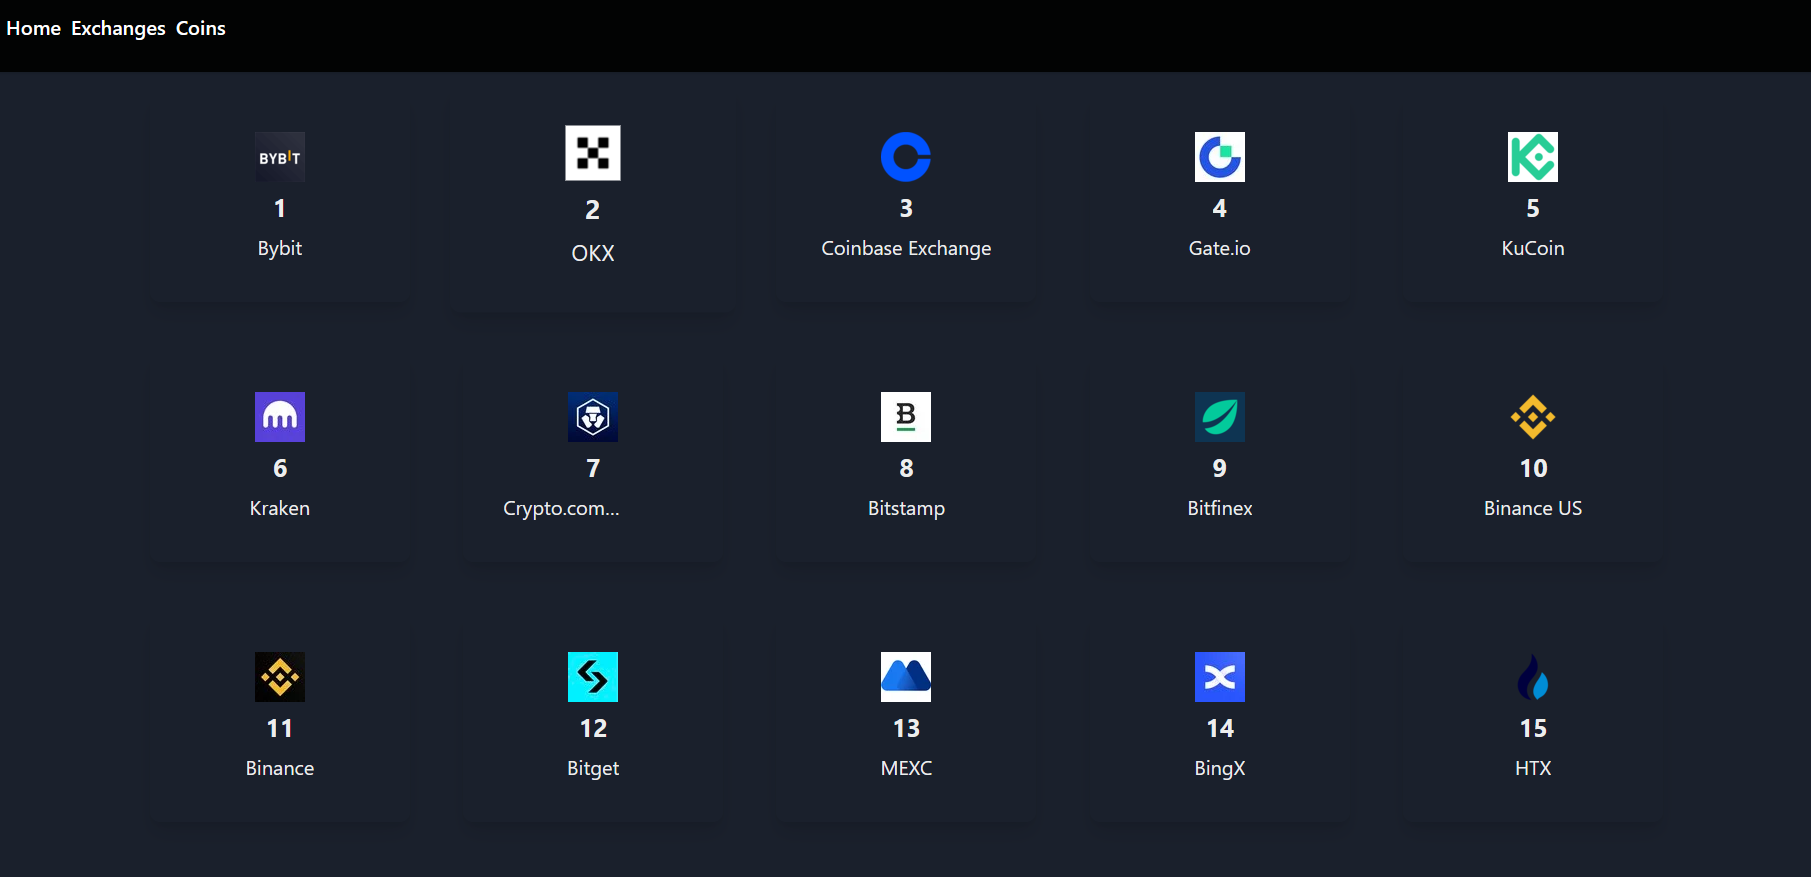 Home Exchanges Coins
BYBIT
1
Bybit
2
OKX
3
Coinbase Exchange
4
Gate.io
5
KuCoin
6
Kraken
7
Crypto.com...
B
8
Bitstamp
9
Bitfinex
10
Binance US
11
Binance
12
Bitget
13
MEXC
14
BingX
15
HTX